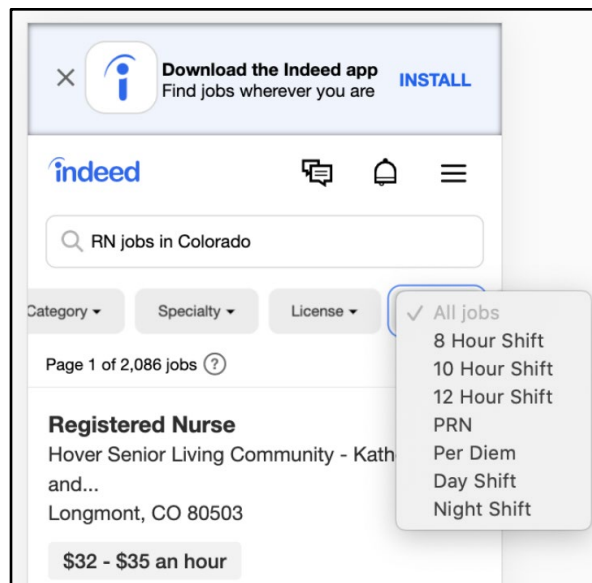 Download the Indeed app
Find jobs wherever you are
INSTALL
indeed
RN jobs in Colorado
Category
Specialty
License
All jobs
8 Hour Shift
10 Hour Shift
12 Hour Shift
PRN
Per Diem
Day Shift
Night Shift
Page 1 of 2,086 jobs ?
Registered Nurse
Hover Senior Living Community - Kath
and...
Longmont, CO 80503
$32 - $35 an hour